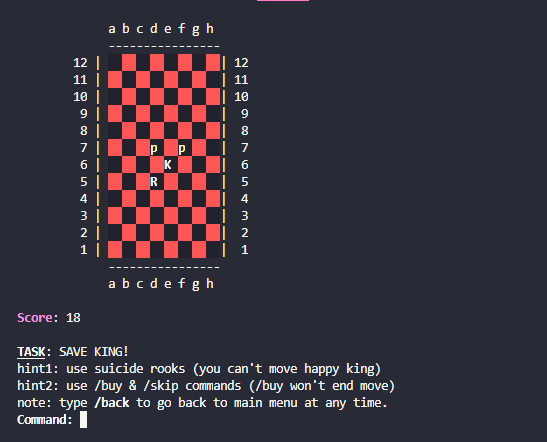 a b c d e f g h
----------------
12 | | 12
11 | | 11
10 | | 10
9 | | 9
8 | | 8
7 | p p | 7
6 | K | 6
5 | R | 5
4 | | 4
3 | | 3
2 | | 2
1 | | 1
----------------
a b c d e f g h
Score: 18
TASK: SAVE KING!
hint1: use suicide rooks (you can't move happy king)
hint2: use /buy & /skip commands (/buy won't end move)
note: type /back to go back to main menu at any time.
Command: